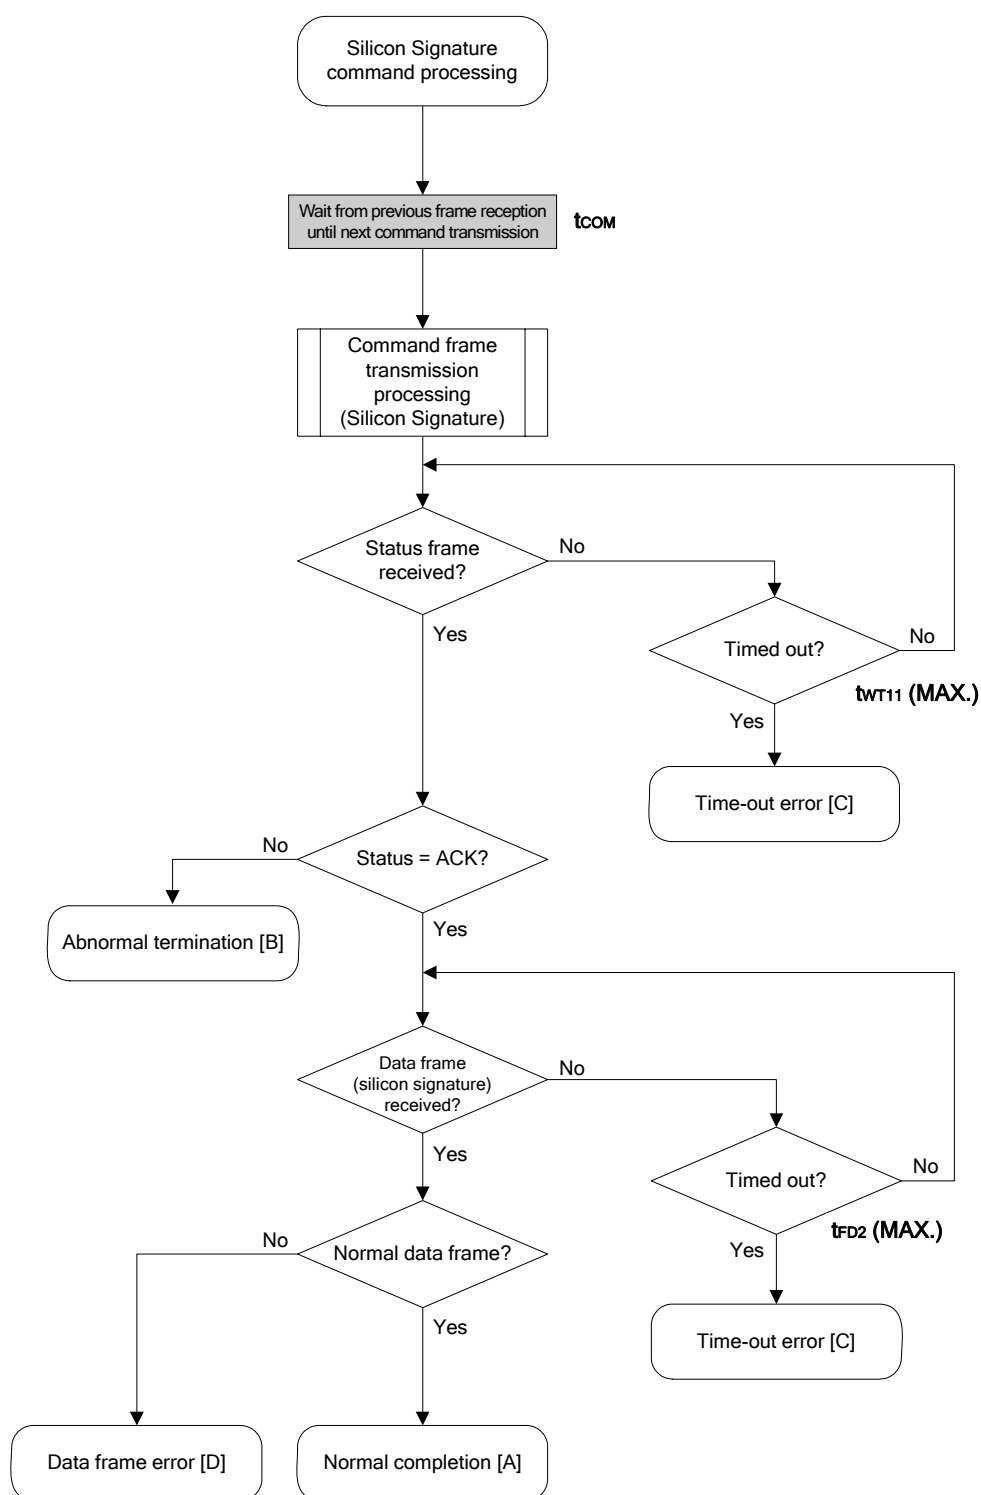 Silicon Signature
command processing
Wait from previous frame reception
until next command transmission
tCOM
Command frame
transmission
processing
(Silicon Signature)
Status frame
received?
No
Yes
Timed out?
No
tWT11 (MAX.)
Yes
Time-out error [C]
Status = ACK?
No
Abnormal termination [B]
Yes
Data frame
(silicon signature)
received?
No
Yes
Timed out?
No
tFD2 (MAX.)
Yes
Time-out error [C]
Normal data frame?
No
Yes
Data frame error [D]
Normal completion [A]